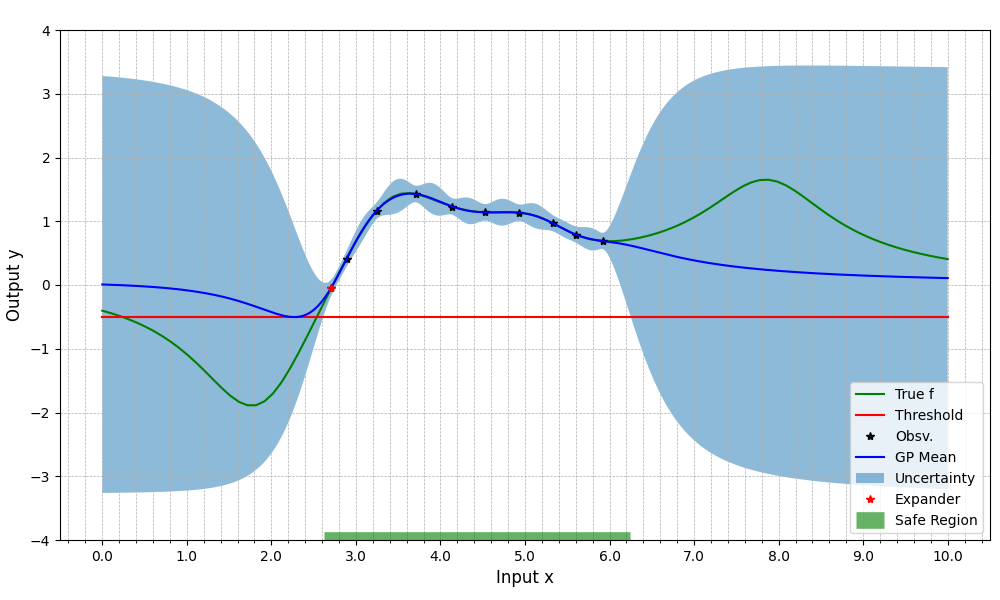 4
3
2
1
0
−1
−2
−3
−4
Output y
True f
Threshold
Obsv.
GP Mean
Uncertainty
Expander
Safe Region
0.0 1.0 2.0 3.0 4.0 5.0 6.0 7.0 8.0 9.0 10.0
Input x